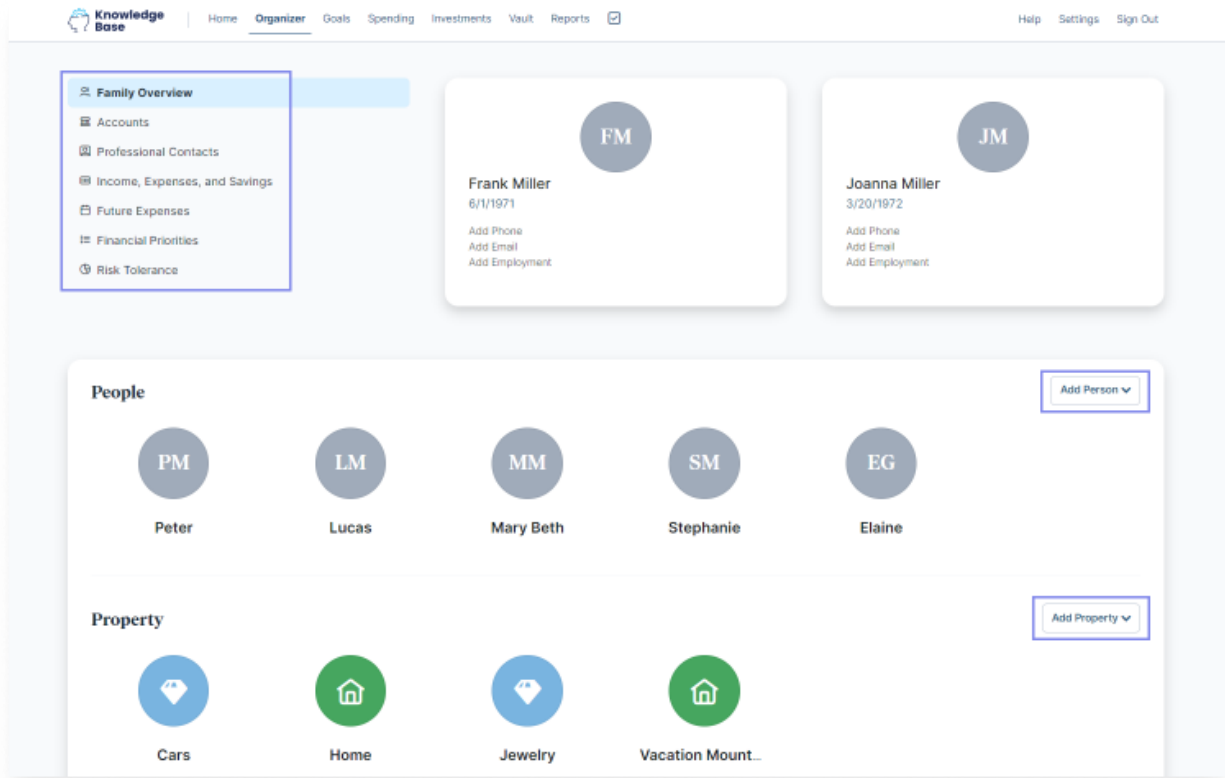 Knowledge
Base
Home Organizer Goals Spending Investments Vault Reports
Help Settings Sign Out
Family Overview
Accounts
Professional Contacts
Income, Expenses, and Savings
Future Expenses
Financial Priorities
Risk Tolerance
FM
Frank Miller
6/1/1971
Add Phone
Add Email
Add Employment
JM
Joanna Miller
3/20/1972
Add Phone
Add Email
Add Employment
People
Add Person
PM LM MM SM EG
Peter Lucas Mary Beth Stephanie Elaine
Property
Add Property
Cars Home Jewelry Vacation Mount...